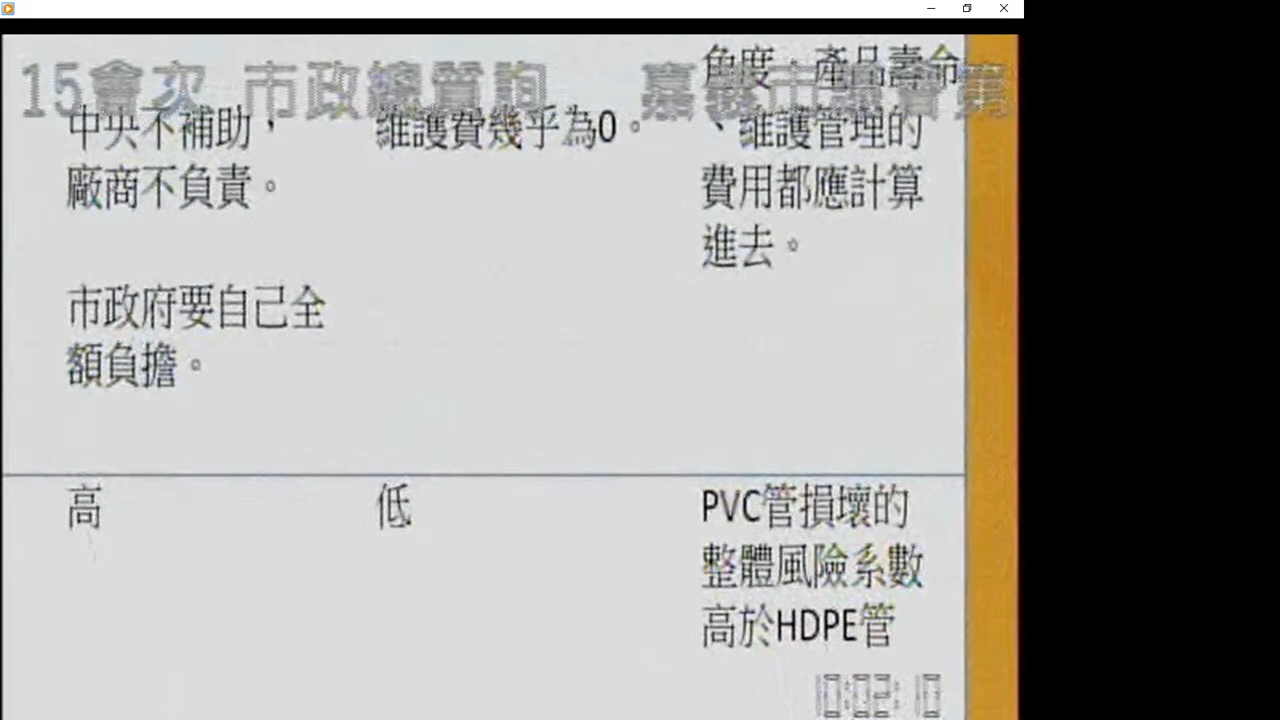 15會次 市政總質詢 嘉義市議會第
角度，產品壽命
、維護管理的
費用都應計算
進去。
中央不補助，
廠商不負責。
市政府要自己全
額負擔。
維護費幾乎為0。
高
低
PVC管損壞的
整體風險系數
高於HDPE管
10:02:10